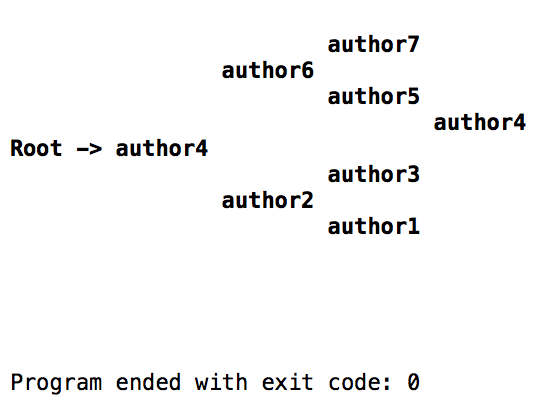 author7
author6
author5
author4
Root -> author4
author3
author2
author1
Program ended with exit code: 0